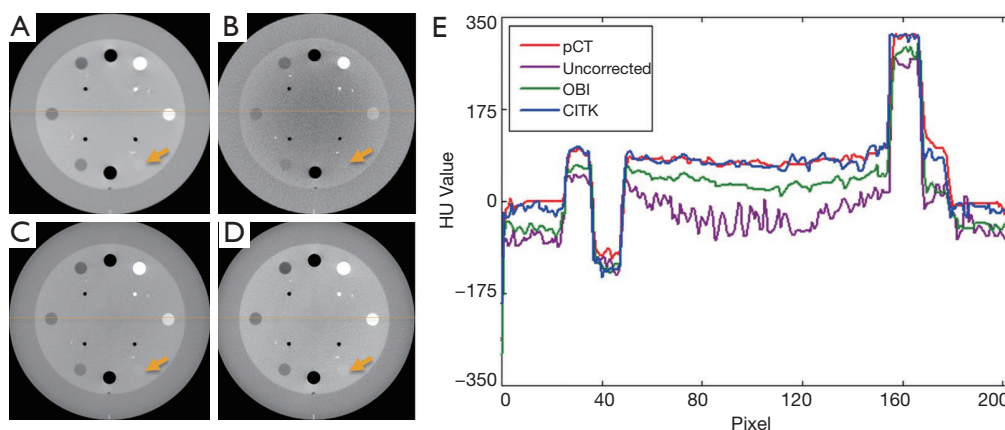 A
B
C
D
E
350
175
0
−175
−350
HU Value
pCT
Uncorrected
OBI
CITK
0 40 80 120 160 200
Pixel